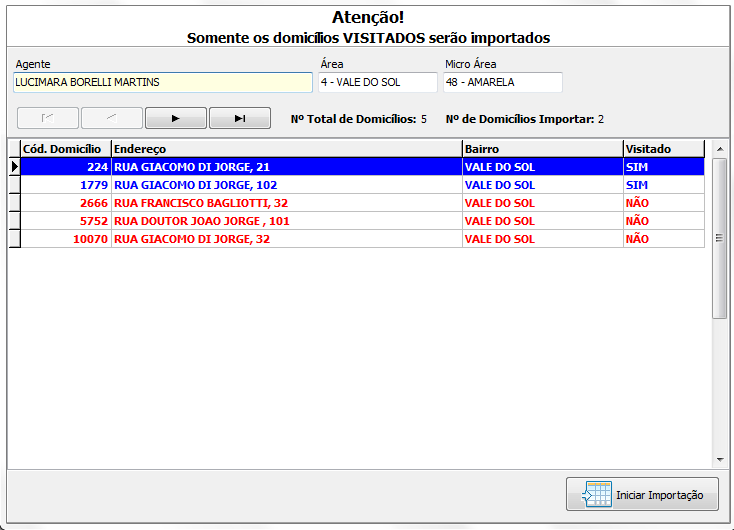 Atenção!
Somente os domicílios VISITADOS serão importados
Agente Área Micro Área
LUCIMARA BORELLI MARTINS 4 - VALE DO SOL 48 - AMARELA
Nº Total de Domicílios: 5 Nº de Domicílios Importar: 2
Cód. Domicílio Endereço Bairro Visitado
224 RUA GIACOMO DI JORGE, 21 VALE DO SOL SIM
1779 RUA GIACOMO DI JORGE, 102 VALE DO SOL SIM
2666 RUA FRANCISCO BAGLIOTTI, 32 VALE DO SOL NÃO
5752 RUA DOUTOR JOAO JORGE , 101 VALE DO SOL NÃO
10070 RUA GIACOMO DI JORGE, 32 VALE DO SOL NÃO
Iniciar Importação